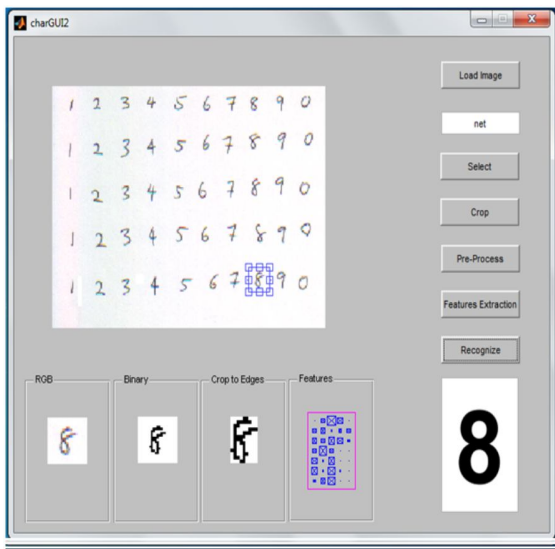 charGUI2
Load Image
net
Select
Crop
Pre-Process
Features Extraction
Recognize
1 2 3 4 5 6 7 8 9 0
1 2 3 4 5 6 7 8 9 0
1 2 3 4 5 6 7 8 9 0
1 2 3 4 5 6 7 8 9 0
1 2 3 4 5 6 7 8 9 0
RGB
Binary
Crop to Edges
Features
8
8
8
8